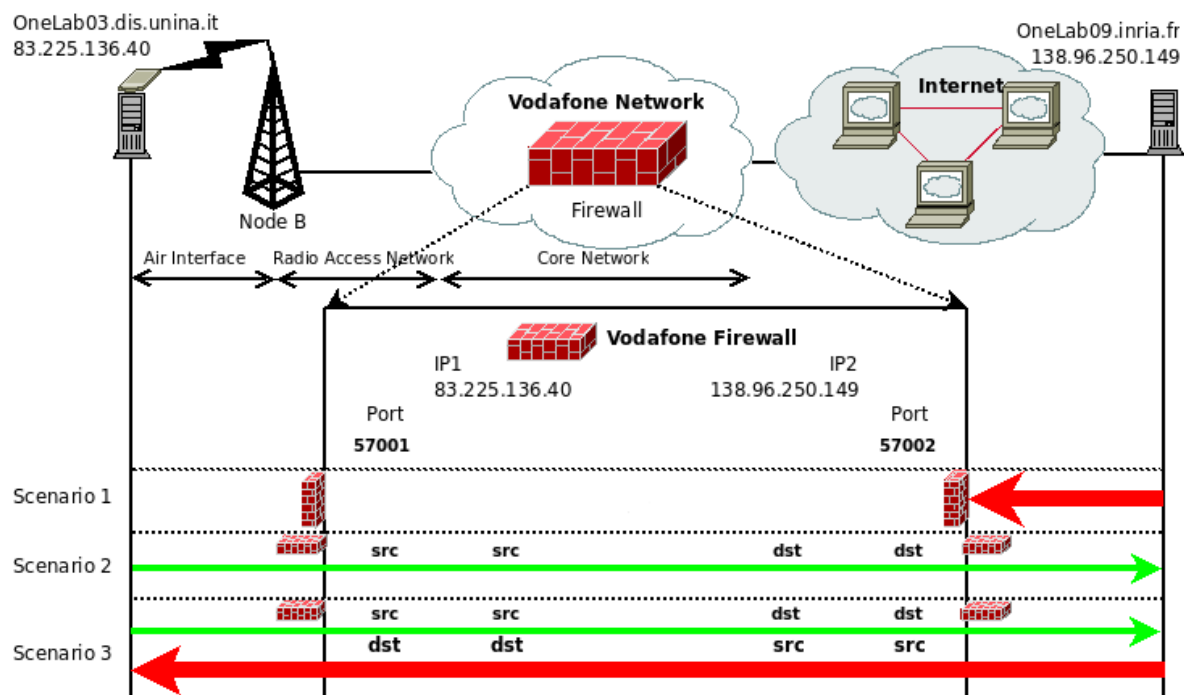 OneLab03.dis.unina.it
83.225.136.40
OneLab09.inria.fr
138.96.250.149
Vodafone Network
Internet
Firewall
Node B
Air Interface
Radio Access Network
Core Network
Vodafone Firewall
IP1
83.225.136.40
IP2
138.96.250.149
Port
57001
Port
57002
Scenario 1
Scenario 2
src src dst dst
Scenario 3
src src dst dst
dst dst src src